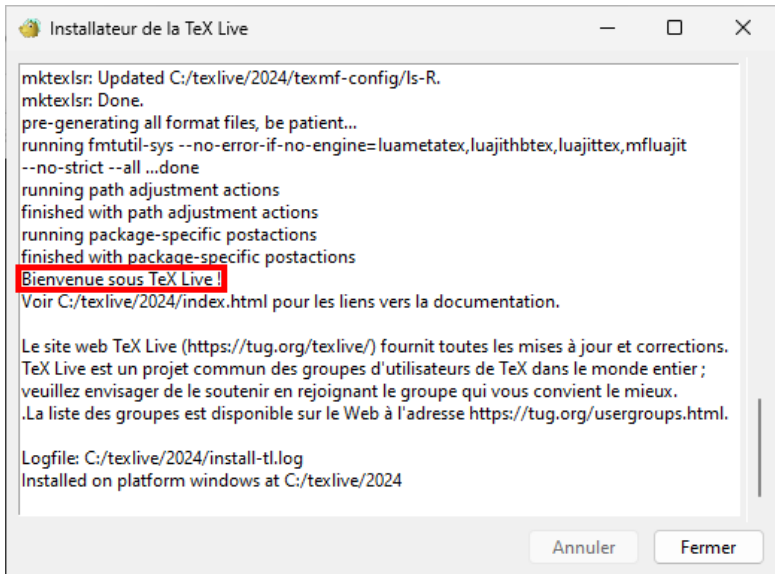 Installateur de la TeX Live
mktexlsr: Updated C:/texlive/2024/texmf-config/ls-R.
mktexlsr: Done.
pre-generating all format files, be patient...
running fmtutil-sys --no-error-if-no-engine=luametatex,luajithbtex,luajittex,mfluajit
--no-strict --all ...done
running path adjustment actions
finished with path adjustment actions
running package-specific postactions
finished with package-specific postactions
Bienvenue sous TeX Live !
Voir C:/texlive/2024/index.html pour les liens vers la documentation.
Le site web TeX Live (https://tug.org/texlive/) fournit toutes les mises à jour et corrections.
TeX Live est un projet commun des groupes d'utilisateurs de TeX dans le monde entier ;
veuillez envisager de le soutenir en rejoignant le groupe qui vous convient le mieux.
.La liste des groupes est disponible sur le Web à l'adresse https://tug.org/usergroups.html.
Logfile: C:/texlive/2024/install-tl.log
Installed on platform windows at C:/texlive/2024
Annuler
Fermer